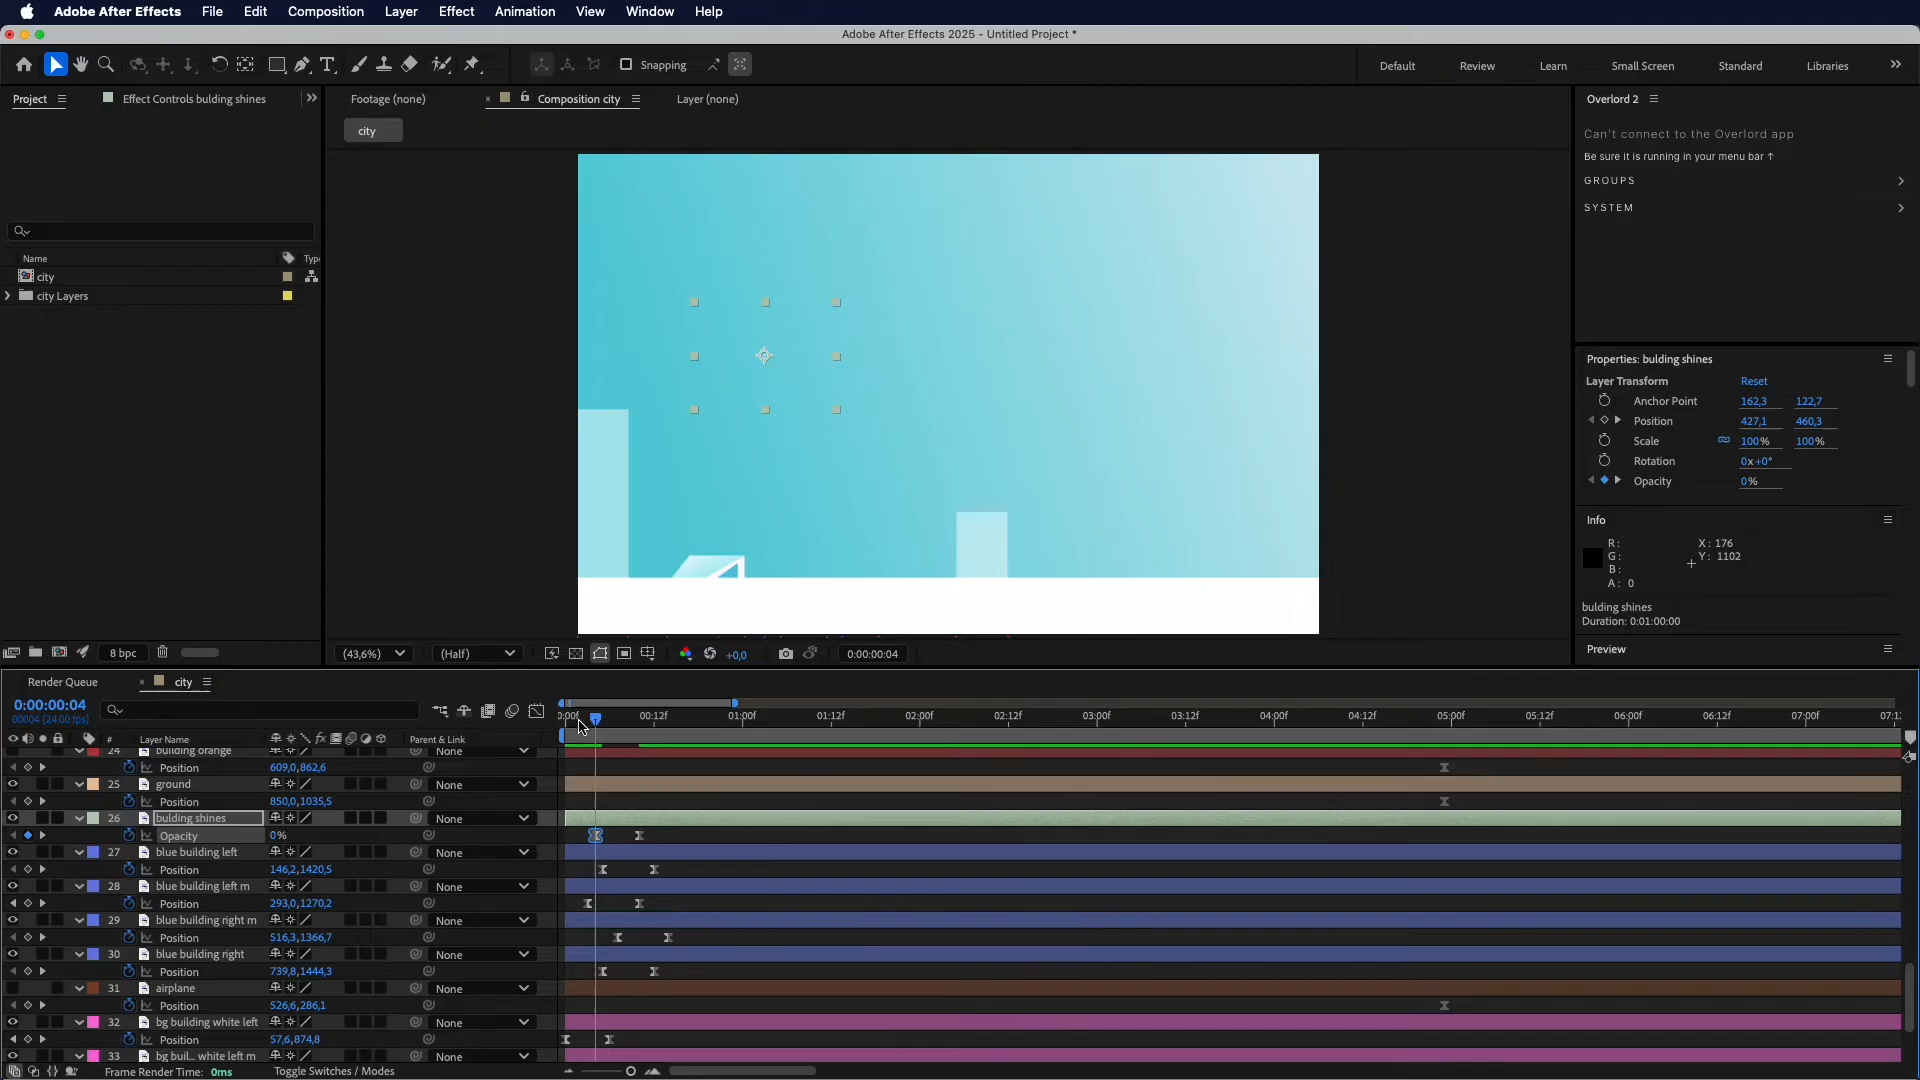 Adobe After Effects File Edit Composition Layer Effect Animation View Window Help
Adobe After Effects 2025 - Untitled Project *
Snapping Default Review Learn Small Screen Standard Libraries
Project Effect Controls bulding shines Footage (none) Composition city Layer (none) Overlord 2
city
Can't connect to the Overlord app
Be sure it is running in your menu bar ↑
GROUPS
SYSTEM
Name Type
city
city Layers
Properties: bulding shines
Layer Transform Reset
Anchor Point 162,3 122,7
Position 427,1 460,3
Scale 100% 100%
Rotation 0x+0°
Opacity 0%
Info
R: X: 176
G: Y: 1102
B:
A: 0
bulding shines
Duration: 0:01:00:00
Preview
8 bpc (43,6%) (Half) +0,0 0:00:00:04
Render Queue city
0:00:00:04
00004 (24.00 fps)
0:00f 00:12f 01:00f 01:12f 02:00f 02:12f 03:00f 03:12f 04:00f 04:12f 05:00f 05:12f 06:00f 06:12f 07:00f 07:1
# Layer Name fx Parent & Link
24 building orange None
Position 609,0,862,6
25 ground None
Position 850,0,1035,5
26 bulding shines None
Opacity 0%
27 blue building left None
Position 146,2,1420,5
28 blue building left m None
Position 293,0,1270,2
29 blue building right m None
Position 516,3,1366,7
30 blue building right None
Position 739,8,1444,3
31 airplane None
Position 526,6,286,1
32 bg building white left None
Position 57,6,874,8
33 bg buil... white left m None
Frame Render Time: 0ms Toggle Switches / Modes